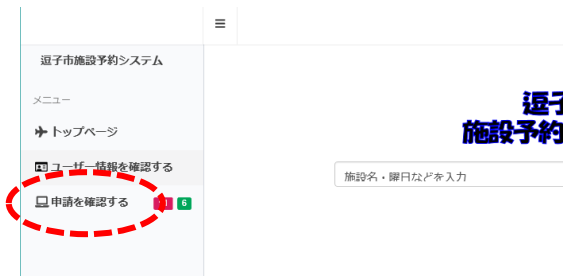 逗子市施設予約システム
メニュー
トップページ
ユーザー情報を確認する
申請を確認する 6
逗子
施設予約
施設名・曜日などを入力